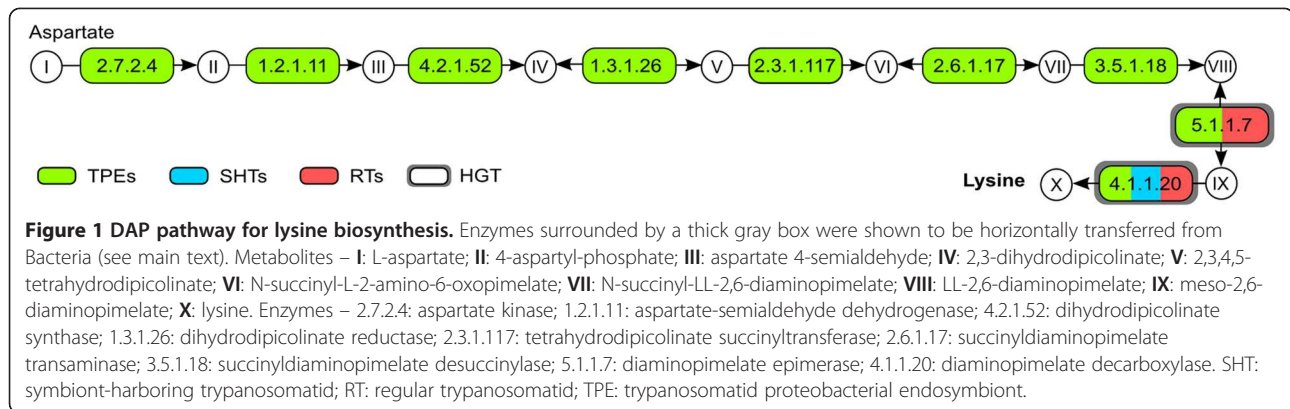 Aspartate
I 2.7.2.4 II 1.2.1.11 III 4.2.1.52 IV 1.3.1.26 V 2.3.1.117 VI 2.6.1.17 VII 3.5.1.18 VIII
5.1.1.7
TPEs SHTs RTs HGT
Lysine X 4.1.1.20 IX
Figure 1 DAP pathway for lysine biosynthesis. Enzymes surrounded by a thick gray box were shown to be horizontally transferred from
Bacteria (see main text). Metabolites – I: L-aspartate; II: 4-aspartyl-phosphate; III: aspartate 4-semialdehyde; IV: 2,3-dihydrodipicolinate; V: 2,3,4,5-
tetrahydrodipicolinate; VI: N-succinyl-L-2-amino-6-oxopimelate; VII: N-succinyl-LL-2,6-diaminopimelate; VIII: LL-2,6-diaminopimelate; IX: meso-2,6-
diaminopimelate; X: lysine. Enzymes – 2.7.2.4: aspartate kinase; 1.2.1.11: aspartate-semialdehyde dehydrogenase; 4.2.1.52: dihydrodipicolinate
synthase; 1.3.1.26: dihydrodipicolinate reductase; 2.3.1.117: tetrahydrodipicolinate succinyltransferase; 2.6.1.17: succinyldiaminopimelate
transaminase; 3.5.1.18: succinyldiaminopimelate desuccinylase; 5.1.1.7: diaminopimelate epimerase; 4.1.1.20: diaminopimelate decarboxylase. SHT:
symbiont-harboring trypanosomatid; RT: regular trypanosomatid; TPE: trypanosomatid proteobacterial endosymbiont.